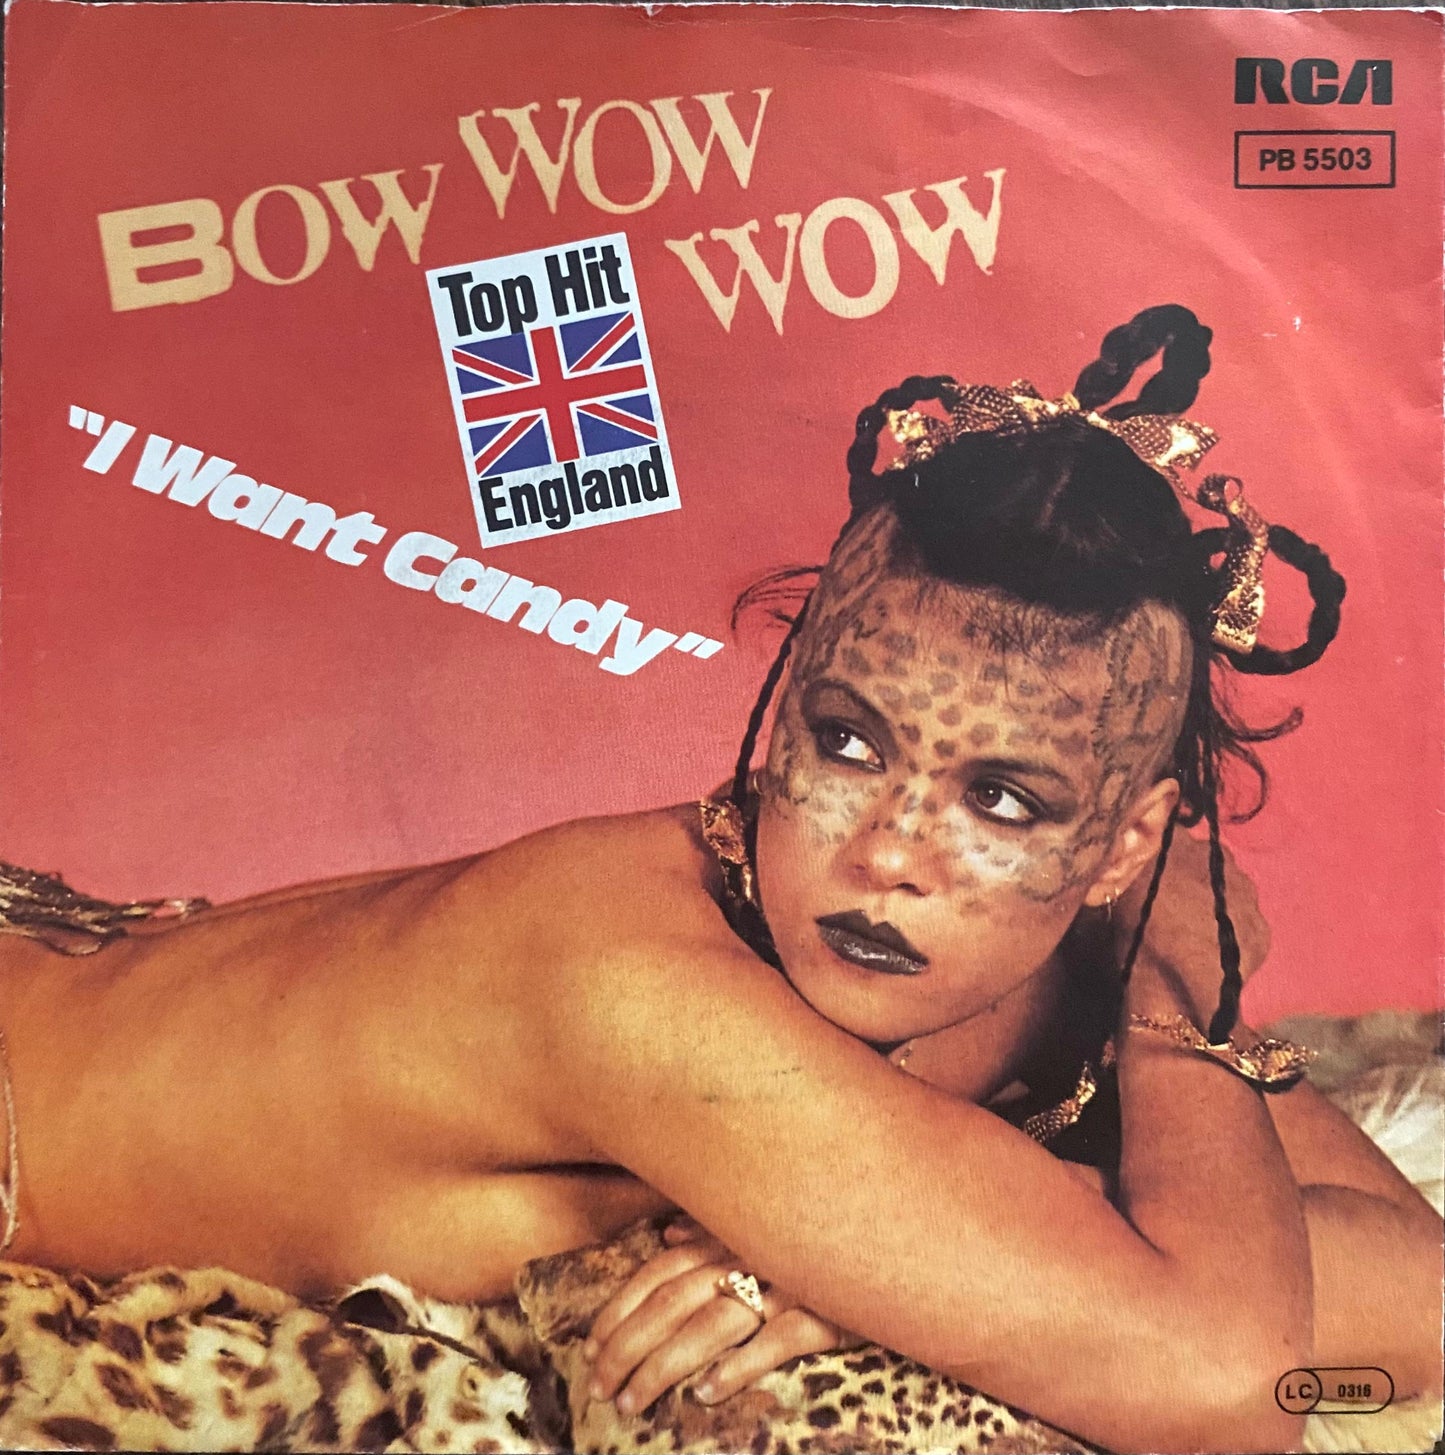 RCA
PB 5503
BOW WOW WOW
Top Hit
England
"I Want Candy"
LC 0316